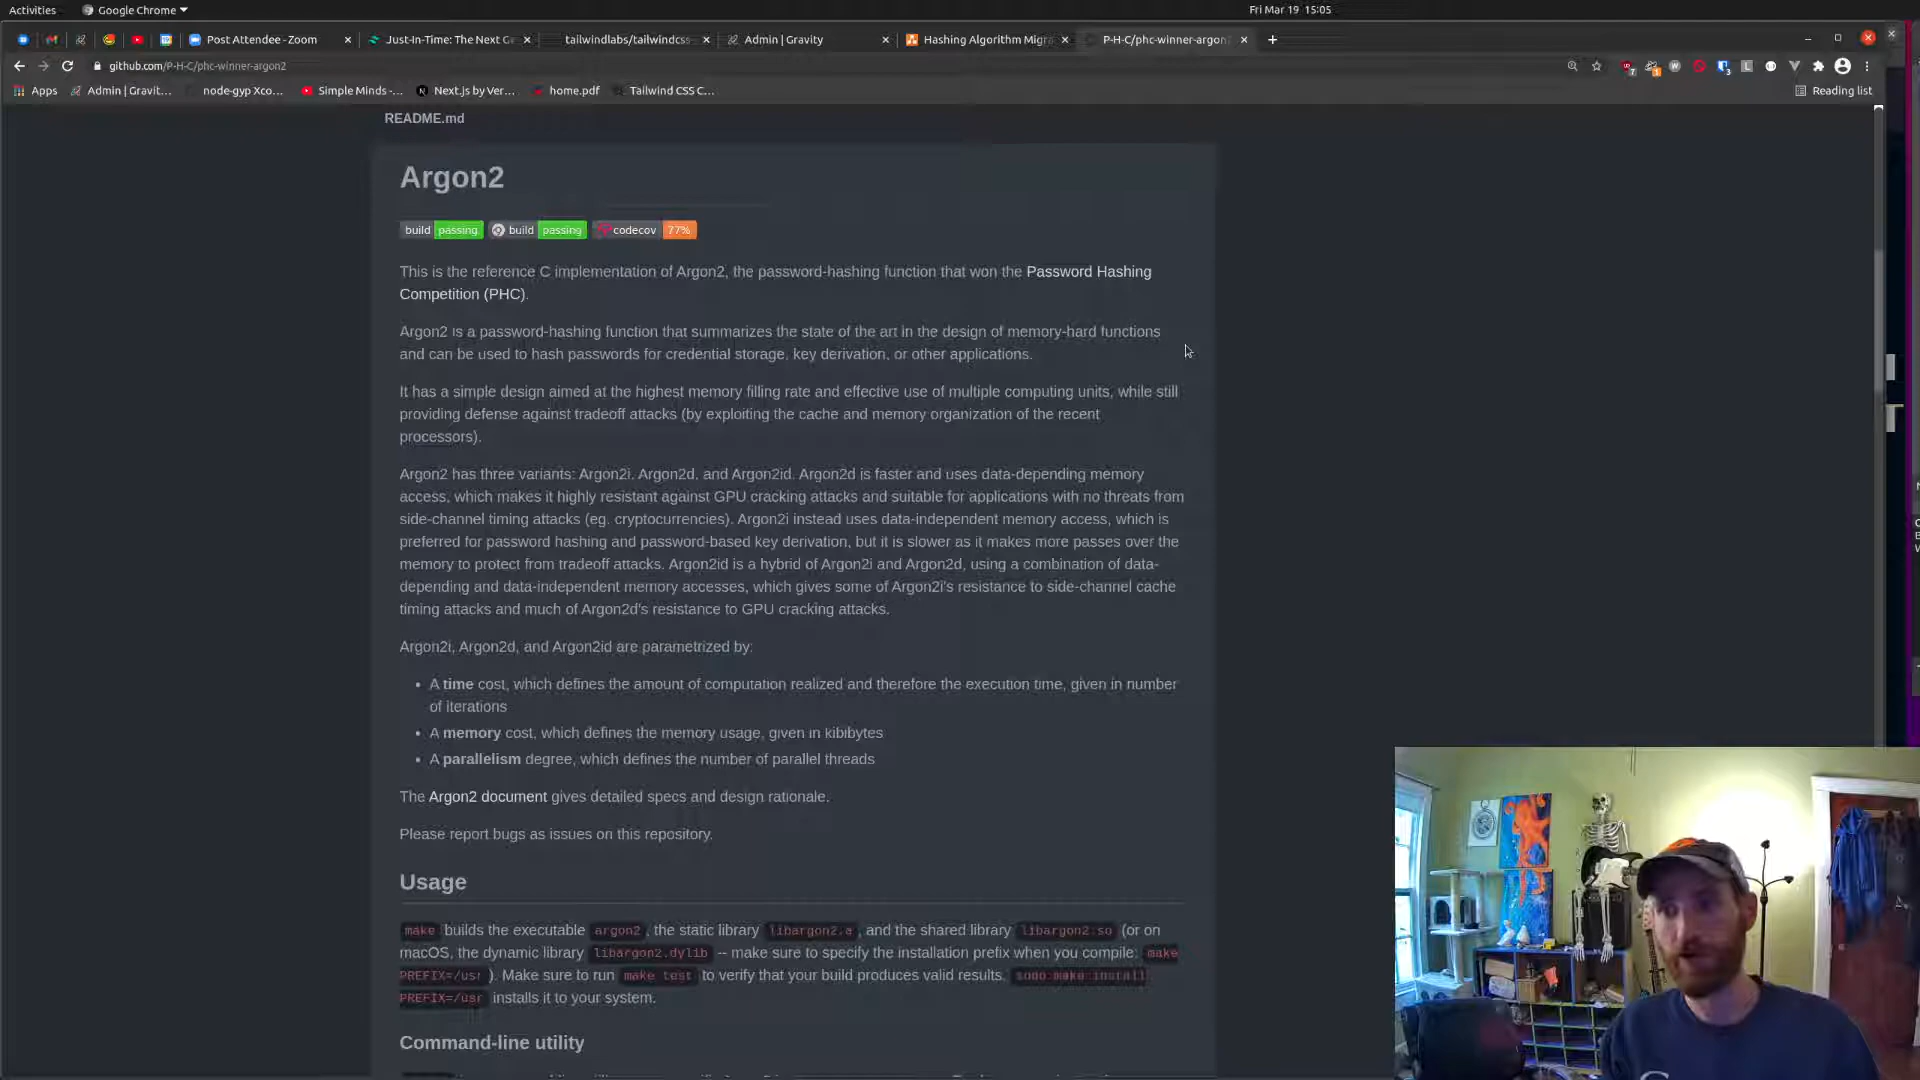 Activities Google Chrome Fri Mar 19 15:05
Post Attendee - Zoom Just-In-Time: The Next Ge tailwindlabs/tailwindcss Admin | Gravity Hashing Algorithm Migra P-H-C/phc-winner-argon
github.com/P-H-C/phc-winner-argon2
Apps Admin | Gravit... node-gyp Xco... Simple Minds -... Next.js by Ver... home.pdf Tailwind CSS C... Reading list
README.md
Argon2
build passing build passing codecov 77%
This is the reference C implementation of Argon2, the password-hashing function that won the Password Hashing
Competition (PHC).
Argon2 is a password-hashing function that summarizes the state of the art in the design of memory-hard functions
and can be used to hash passwords for credential storage, key derivation, or other applications.
It has a simple design aimed at the highest memory filling rate and effective use of multiple computing units, while still
providing defense against tradeoff attacks (by exploiting the cache and memory organization of the recent
processors).
Argon2 has three variants: Argon2i, Argon2d, and Argon2id. Argon2d is faster and uses data-depending memory
access, which makes it highly resistant against GPU cracking attacks and suitable for applications with no threats from
side-channel timing attacks (eg. cryptocurrencies). Argon2i instead uses data-independent memory access, which is
preferred for password hashing and password-based key derivation, but it is slower as it makes more passes over the
memory to protect from tradeoff attacks. Argon2id is a hybrid of Argon2i and Argon2d, using a combination of data-
depending and data-independent memory accesses, which gives some of Argon2i's resistance to side-channel cache
timing attacks and much of Argon2d's resistance to GPU cracking attacks.
Argon2i, Argon2d, and Argon2id are parametrized by:
• A time cost, which defines the amount of computation realized and therefore the execution time, given in number
of iterations
• A memory cost, which defines the memory usage, given in kibibytes
• A parallelism degree, which defines the number of parallel threads
The Argon2 document gives detailed specs and design rationale.
Please report bugs as issues on this repository.
Usage
make builds the executable argon2, the static library libargon2.a, and the shared library libargon2.so (or on
macOS, the dynamic library libargon2.dylib -- make sure to specify the installation prefix when you compile: make
PREFIX=/usr). Make sure to run make test to verify that your build produces valid results. sudo make install
PREFIX=/usr installs it to your system.
Command-line utility